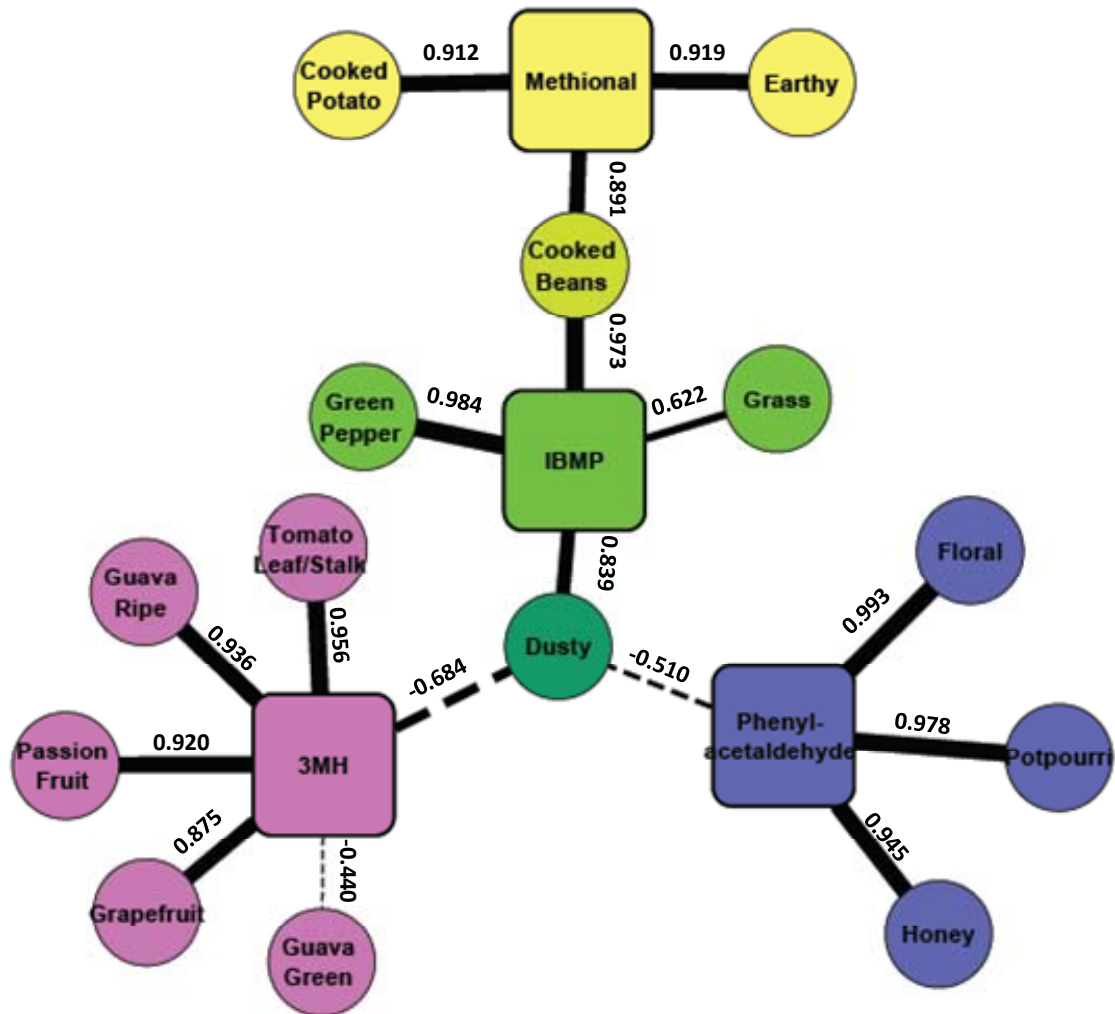 0.912
0.919
Cooked
Potato
Methional
Earthy
0.891
Cooked
Beans
0.973
Green
Pepper
0.984
0.622
Grass
IBMP
0.839
Tomato
Leaf/Stalk
Guava
Ripe
0.936
0.956
Floral
0.993
Dusty
-0.684
-0.510
Passion
Fruit
0.920
3MH
Phenyl-
acetaldehyde
0.978
Potpourri
0.875
-0.440
0.945
Grapefruit
Guava
Green
Honey